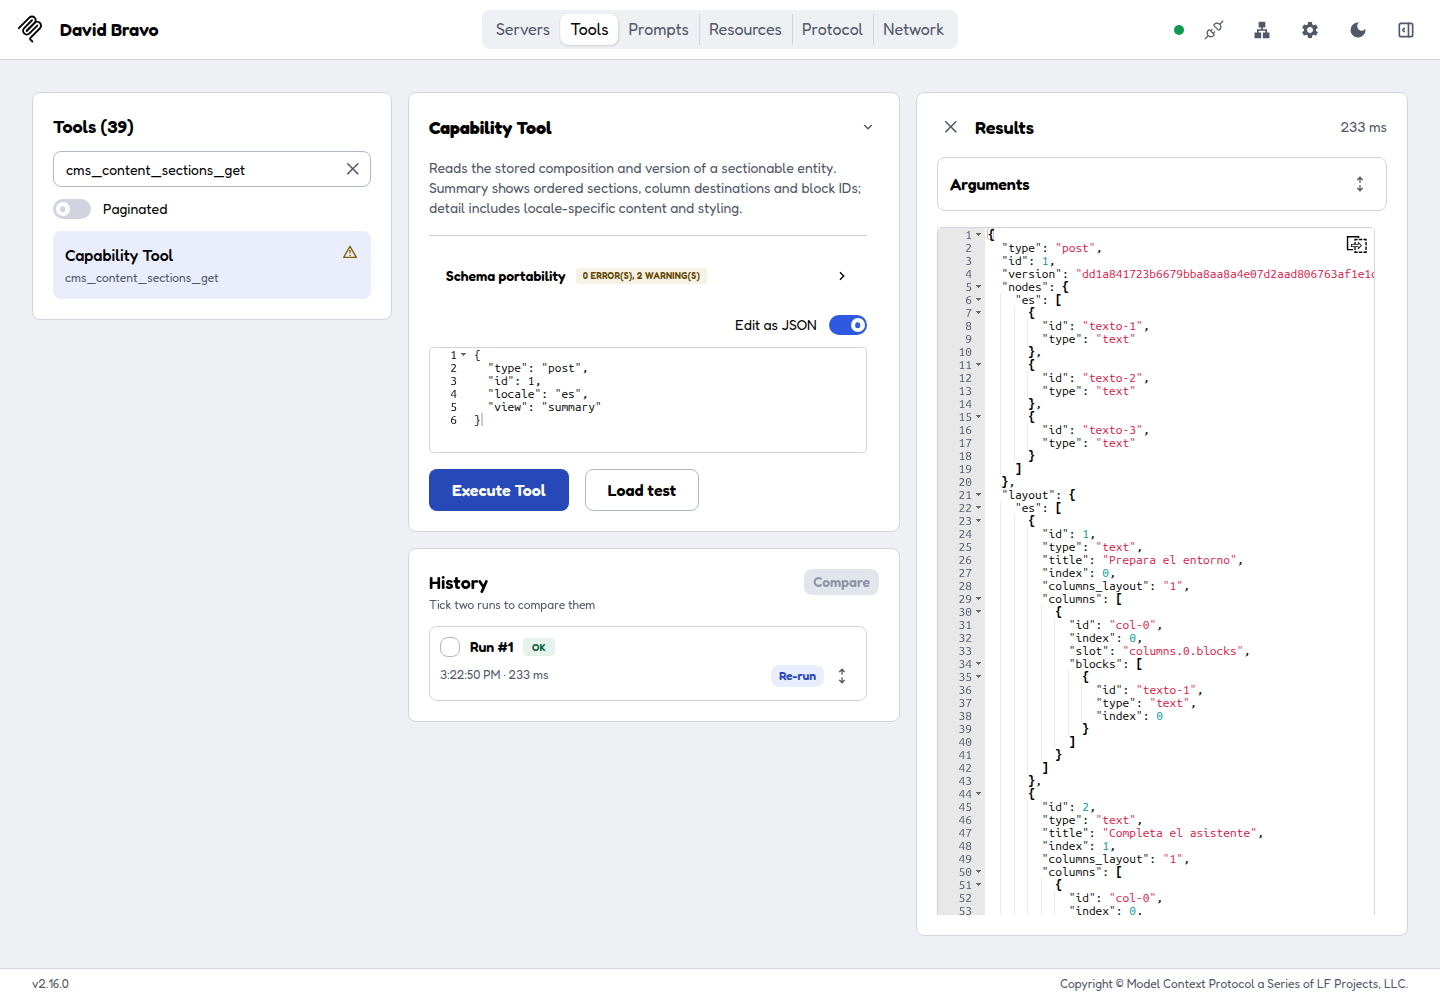 David Bravo
Servers Tools Prompts Resources Protocol Network
Tools (39)
cms_content_sections_get
Paginated
Capability Tool
cms_content_sections_get
Capability Tool
Reads the stored composition and version of a sectionable entity.
Summary shows ordered sections, column destinations and block IDs;
detail includes locale-specific content and styling.
Schema portability 0 ERROR(S), 2 WARNING(S)
Edit as JSON
1 {
2 "type": "post",
3 "id": 1,
4 "locale": "es",
5 "view": "summary"
6 }
Execute Tool Load test
History Compare
Tick two runs to compare them
Run #1 OK
3:22:50 PM · 233 ms Re-run
Results 233 ms
Arguments
1 {
2 "type": "post",
3 "id": 1,
4 "version": "dd1a841723b6679bba8aa8a4e07d2aad806763af1e1c
5 "nodes": {
6 "es": [
7 {
8 "id": "texto-1",
9 "type": "text"
10 },
11 {
12 "id": "texto-2",
13 "type": "text"
14 },
15 {
16 "id": "texto-3",
17 "type": "text"
18 }
19 ]
20 },
21 "layout": {
22 "es": [
23 {
24 "id": 1,
25 "type": "text",
26 "title": "Prepara el entorno",
27 "index": 0,
28 "columns_layout": "1",
29 "columns": [
30 {
31 "id": "col-0",
32 "index": 0,
33 "slot": "columns.0.blocks",
34 "blocks": [
35 {
36 "id": "texto-1",
37 "type": "text",
38 "index": 0
39 }
40 ]
41 }
42 ]
43 },
44 {
45 "id": 2,
46 "type": "text",
47 "title": "Completa el asistente",
48 "index": 1,
49 "columns_layout": "1",
50 "columns": [
51 {
52 "id": "col-0",
53 "index": 0,
v2.16.0
Copyright © Model Context Protocol a Series of LF Projects, LLC.